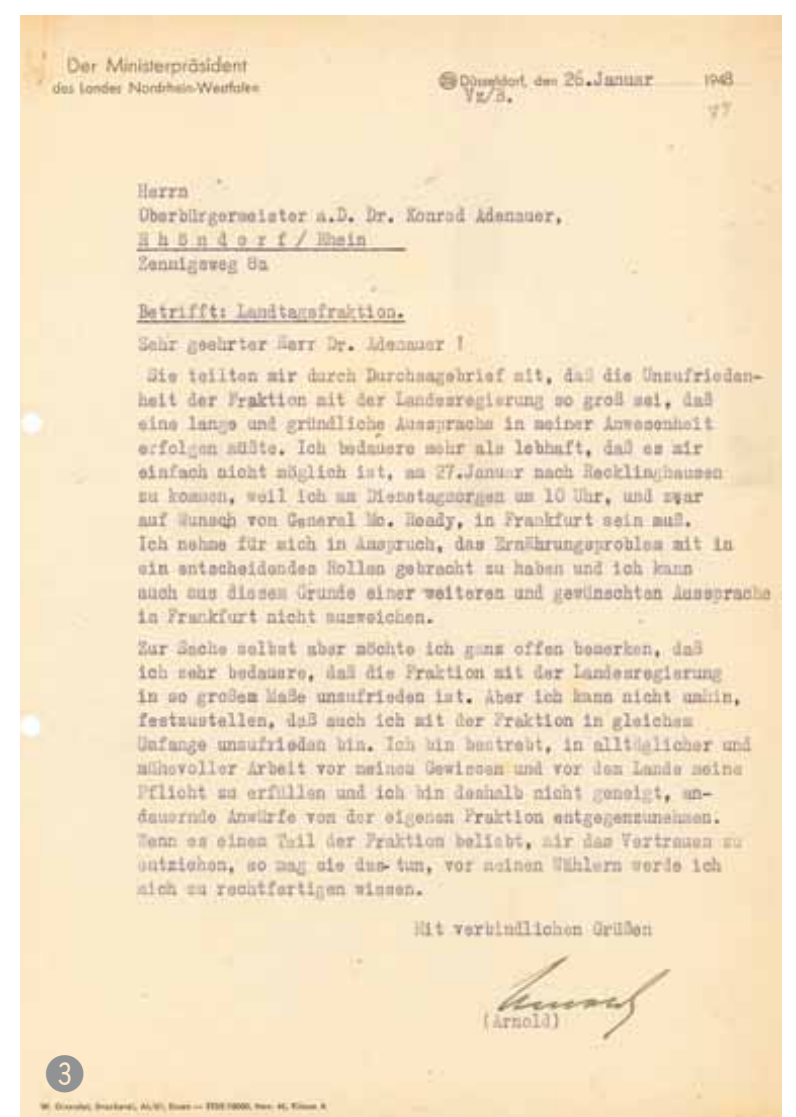 Der Ministerpräsident
des Landes Nordrhein-Westfalen
Düsseldorf, den 26.Januar 1948
Vz/B.
77
Herrn
Oberbürgermeister a.D. Dr. Konrad Adenauer,
Rhöndorf/ Rhein
Zennigsweg 8a
Betrifft: Landtagsfraktion.
Sehr geehrter Herr Dr. Adenauer !
Sie teilten mir durch Durchsagebrief mit, daß die Unzufrieden-
heit der Fraktion mit der Landesregierung so groß sei, daß
eine lange und gründliche Aussprache in meiner Anwesenheit
erfolgen müßte. Ich bedauere mehr als lebhaft, daß es mir
einfach nicht möglich ist, am 27.Januar nach Recklinghausen
zu kommen, weil ich am Dienstagmorgen um 10 Uhr, und zwar
auf Wunsch von General Mc. Ready, in Frankfurt sein muß.
Ich nehme für mich in Anspruch, das Ernährungsproblem mit in
ein entscheidendes Rollen gebracht zu haben und ich kann
auch aus diesem Grunde einer weiteren und gewünschten Aussprache
in Frankfurt nicht ausweichen.
Zur Sache selbst aber möchte ich ganz offen bemerken, daß
ich sehr bedauere, daß die Fraktion mit der Landesregierung
in so großem Maße unzufrieden ist. Aber ich kann nicht umhin,
festzustellen, daß auch ich mit der Fraktion in gleichem
Umfange unzufrieden bin. Ich bin bestrebt, in alltäglicher und
mühevoller Arbeit vor meinem Gewissen und vor dem Lande meine
Pflicht zu erfüllen und ich bin deshalb nicht geneigt, an-
dauernde Anwürfe von der eigenen Fraktion entgegenzunehmen.
Wenn es einem Teil der Fraktion beliebt, mir das Vertrauen zu
entziehen, so mag sie das tun, vor meinen Wählern werde ich
mich zu rechtfertigen wissen.
Mit verbindlichen Grüßen
Arnold
(Arnold)
3